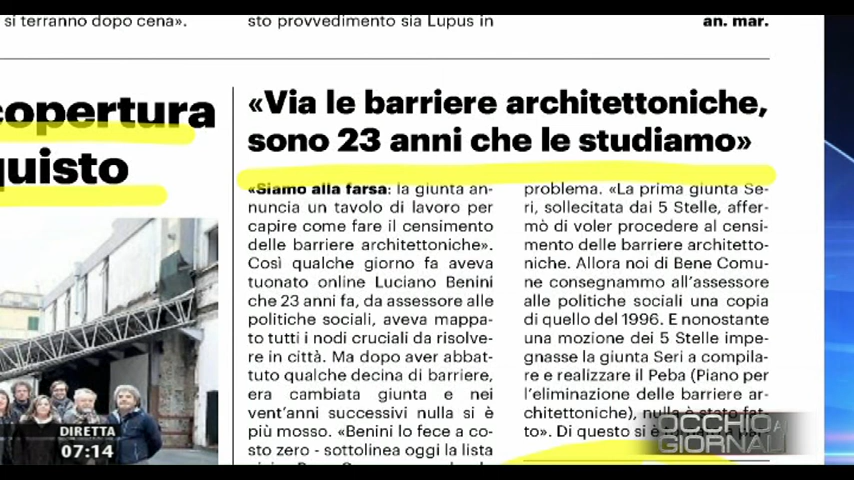 si terranno dopo cena».
sto provvedimento sia Lupus in
an. mar.
copertura
quisto
«Via le barriere architettoniche,
sono 23 anni che le studiamo»
«Siamo alla farsa: la giunta an-
nuncia un tavolo di lavoro per
capire come fare il censimento
delle barriere architettoniche».
Così qualche giorno fa aveva
tuonato online Luciano Benini
che 23 anni fa, da assessore alle
politiche sociali, aveva mappa-
to tutti i nodi cruciali da risolve-
re in città. Ma dopo aver abbat-
tuto qualche decina di barriere,
era cambiata giunta e nei
vent'anni successivi nulla si è
più mosso. «Benini lo fece a co-
sto zero - sottolinea oggi la lista
problema. «La prima giunta Se-
ri, sollecitata dai 5 Stelle, affer-
mò di voler procedere al censi-
mento delle barriere architetto-
niche. Allora noi di Bene Comu-
ne consegnammo all'assessore
alle politiche sociali una copia
di quello del 1996. E nonostante
una mozione dei 5 Stelle impe-
gnasse la giunta Seri a compila-
re e realizzare il Peba (Piano per
l'eliminazione delle barriere ar-
chitettoniche), nulla è stato fat-
to». Di questo si è
DIRETTA
07:14
OCCHIO AI
GIORNALI